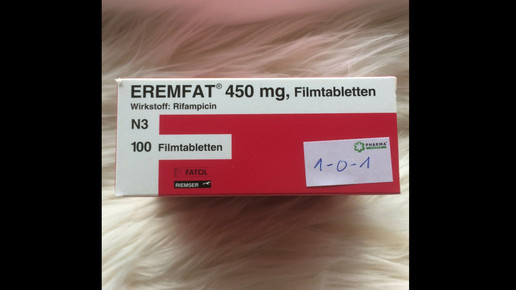 EREMFAT® 450 mg, Filmtabletten
Wirkstoff: Rifampicin
N3
100 Filmtabletten
FATOL
RIEMSER
PHARMA
1-0-1